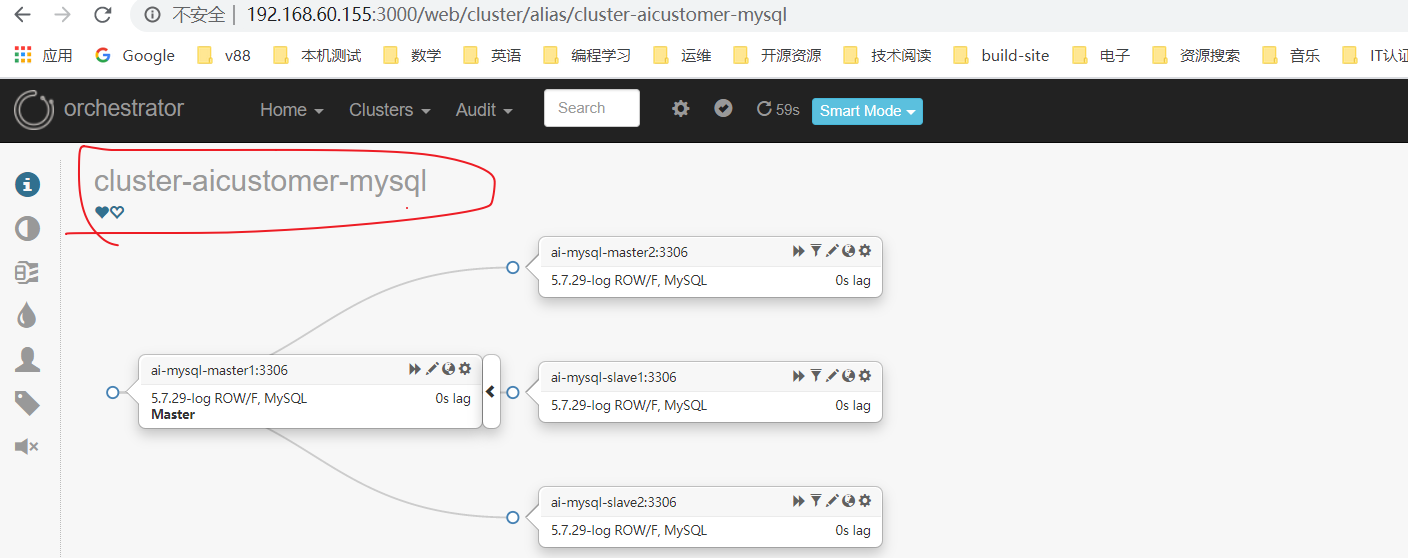 不安全 192.168.60.155:3000/web/cluster/alias/cluster-aicustomer-mysql
应用 Google v88 本机测试 数学 英语 编程学习 运维 开源资源 技术阅读 build-site 电子 资源搜索 音乐 IT认证
orchestrator Home Clusters Audit Search 59s Smart Mode
cluster-aicustomer-mysql
ai-mysql-master2:3306
5.7.29-log ROW/F, MySQL 0s lag
ai-mysql-master1:3306
5.7.29-log ROW/F, MySQL 0s lag
Master
ai-mysql-slave1:3306
5.7.29-log ROW/F, MySQL 0s lag
ai-mysql-slave2:3306
5.7.29-log ROW/F, MySQL 0s lag